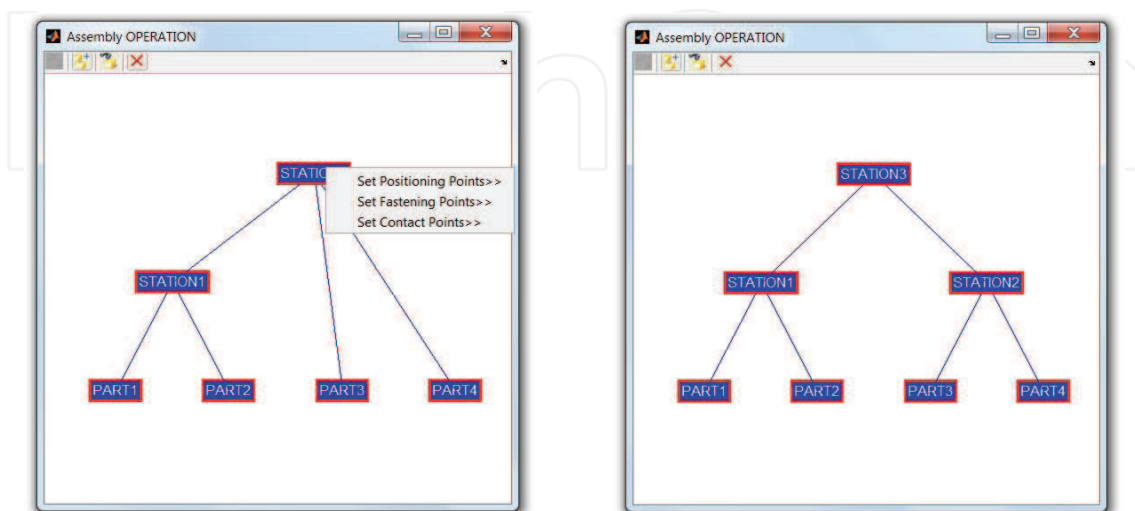 Assembly OPERATION
Set Positioning Points>>
Set Fastening Points>>
Set Contact Points>>
STATION1
PART1 PART2 PART3 PART4
Assembly OPERATION
STATION3
STATION1 STATION2
PART1 PART2 PART3 PART4